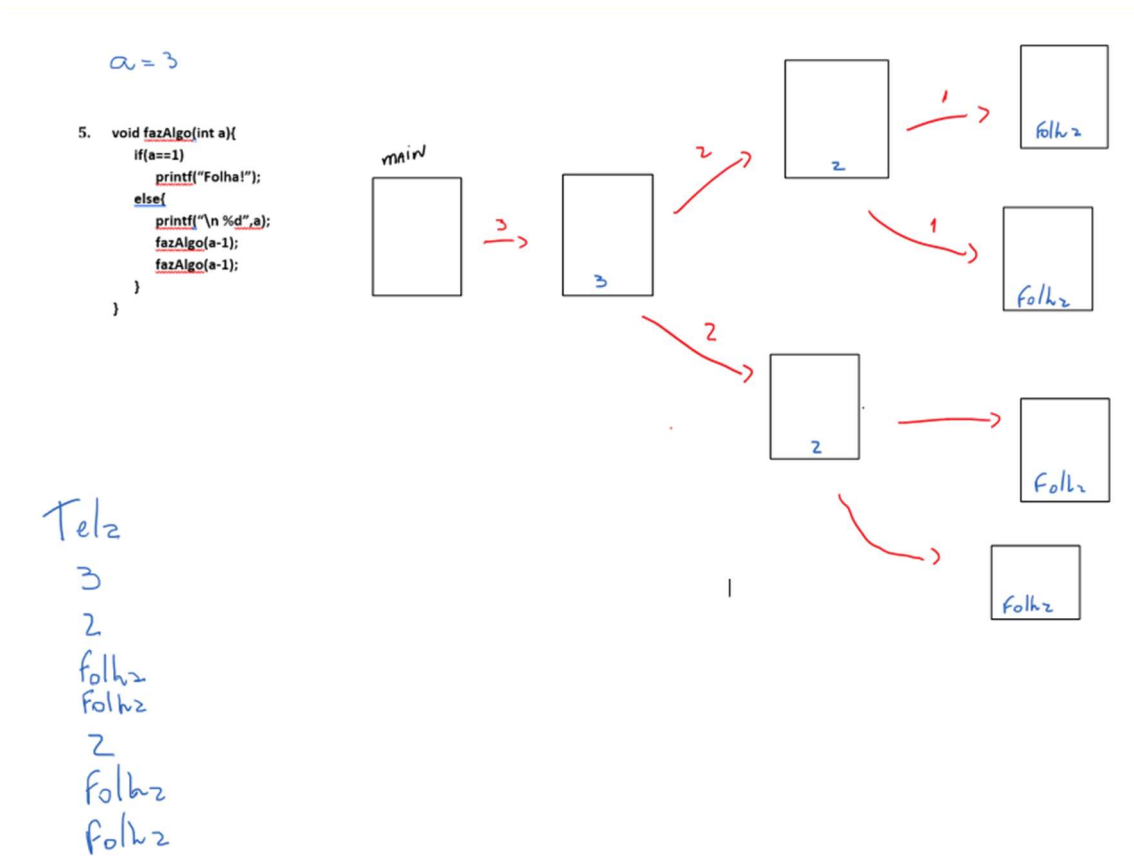 a = 3
5. void fazAlgo(int a){
if(a==1)
printf(“Folha!”);
else{
printf(“\n %d”,a);
fazAlgo(a-1);
fazAlgo(a-1);
}
}
MAIN
3
3
2
2
1
Folha
1
Folha
2
2
Folha
Folha
Tela
3
2
Folha
Folha
2
Folha
Folha